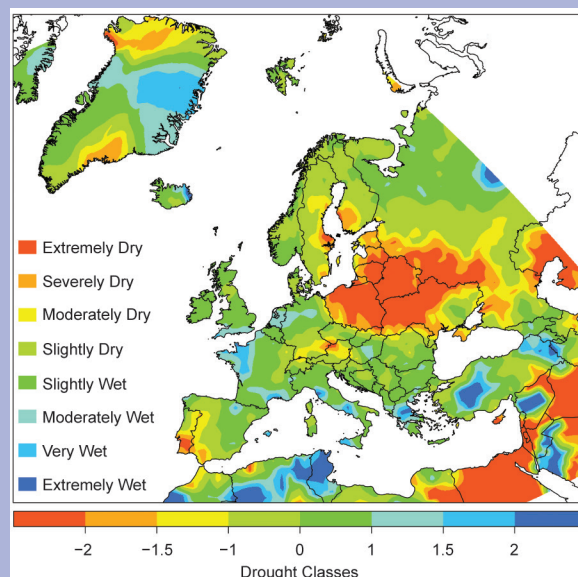 Extremely Dry
Severely Dry
Moderately Dry
Slightly Dry
Slightly Wet
Moderately Wet
Very Wet
Extremely Wet
−2 −1.5 −1 0 1 1.5 2
Drought Classes